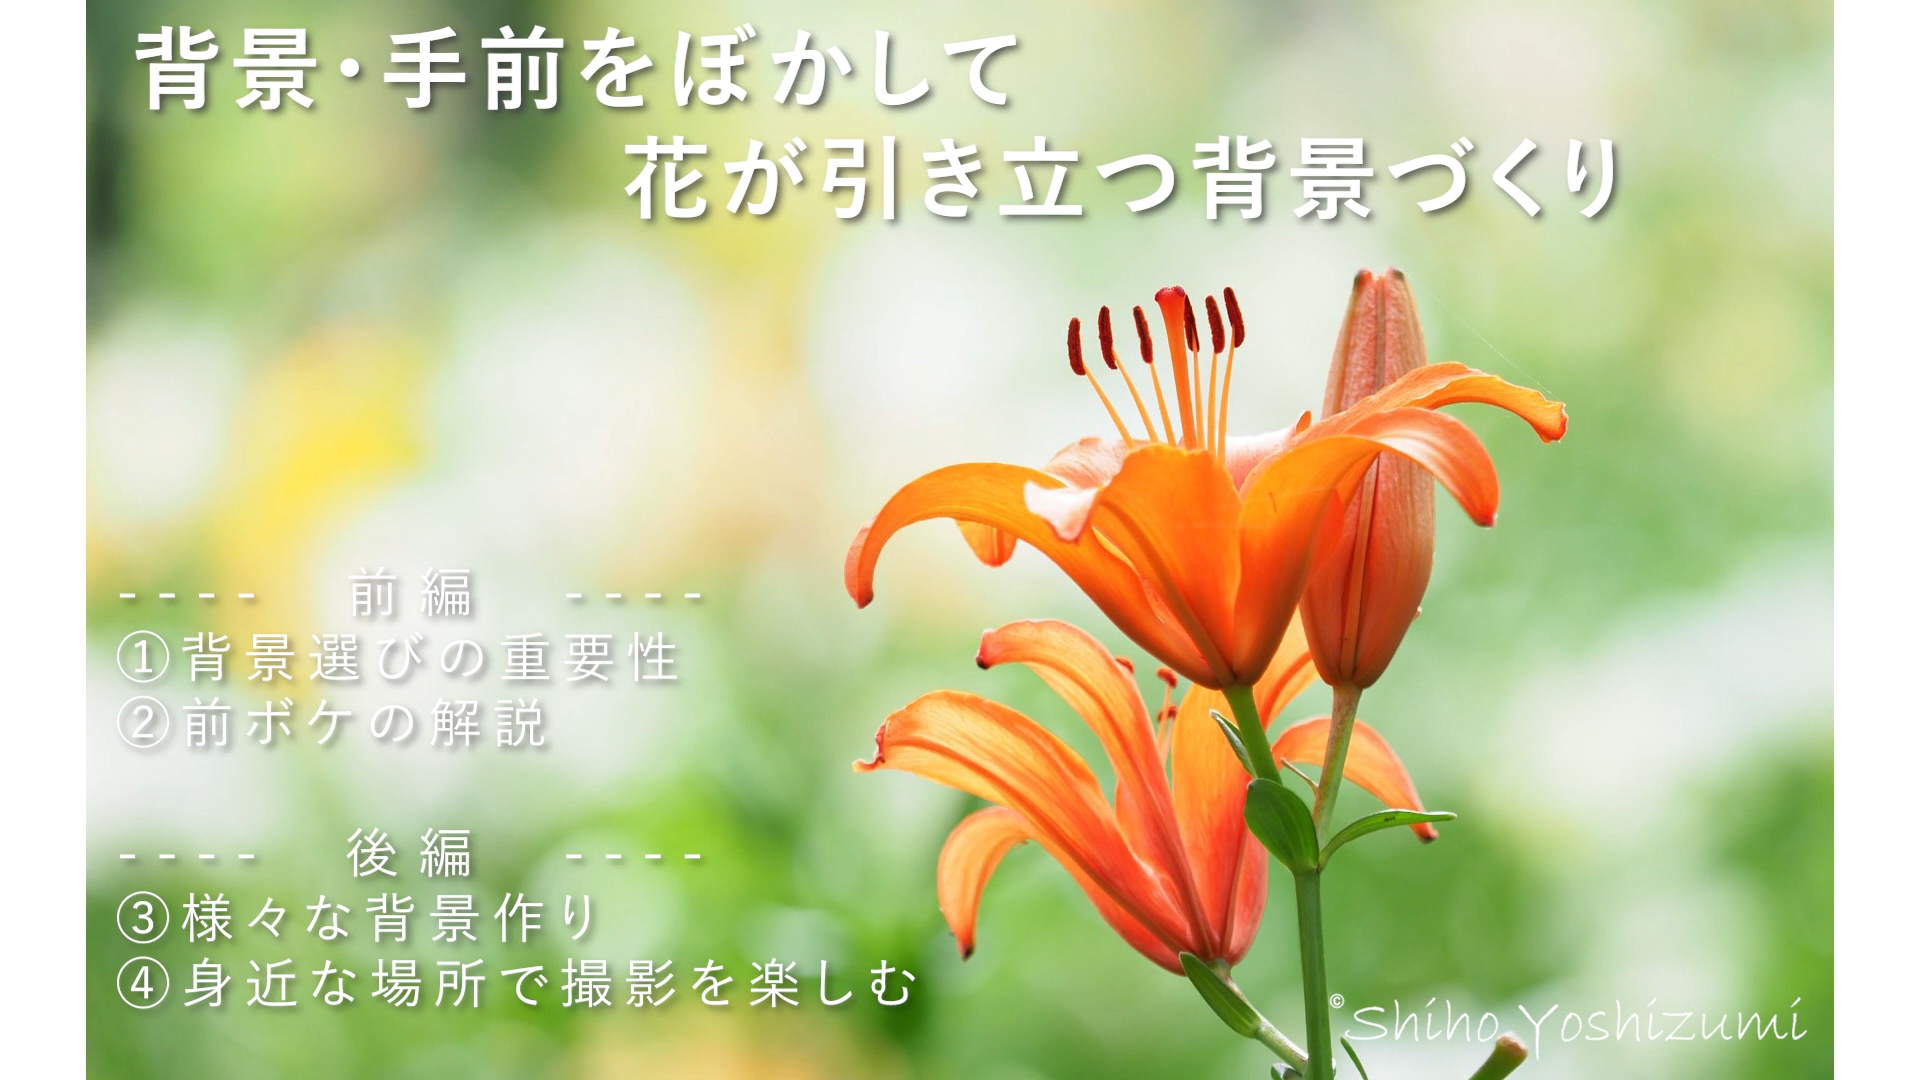 背景・手前をぼかして
花が引き立つ背景づくり
---- 前編 ----
①背景選びの重要性
②前ボケの解説
---- 後編 ----
③様々な背景作り
④身近な場所で撮影を楽しむ
©Shiho Yoshizumi